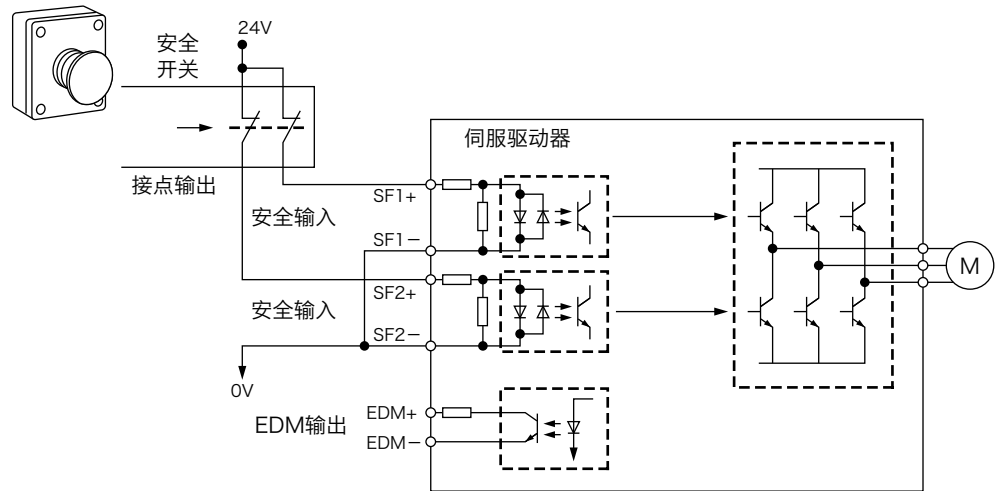 24V
安全
开关
伺服驱动器
接点输出
SF1+
安全输入
SF1－
M
SF2+
安全输入
SF2－
0V
EDM+
EDM输出
EDM－